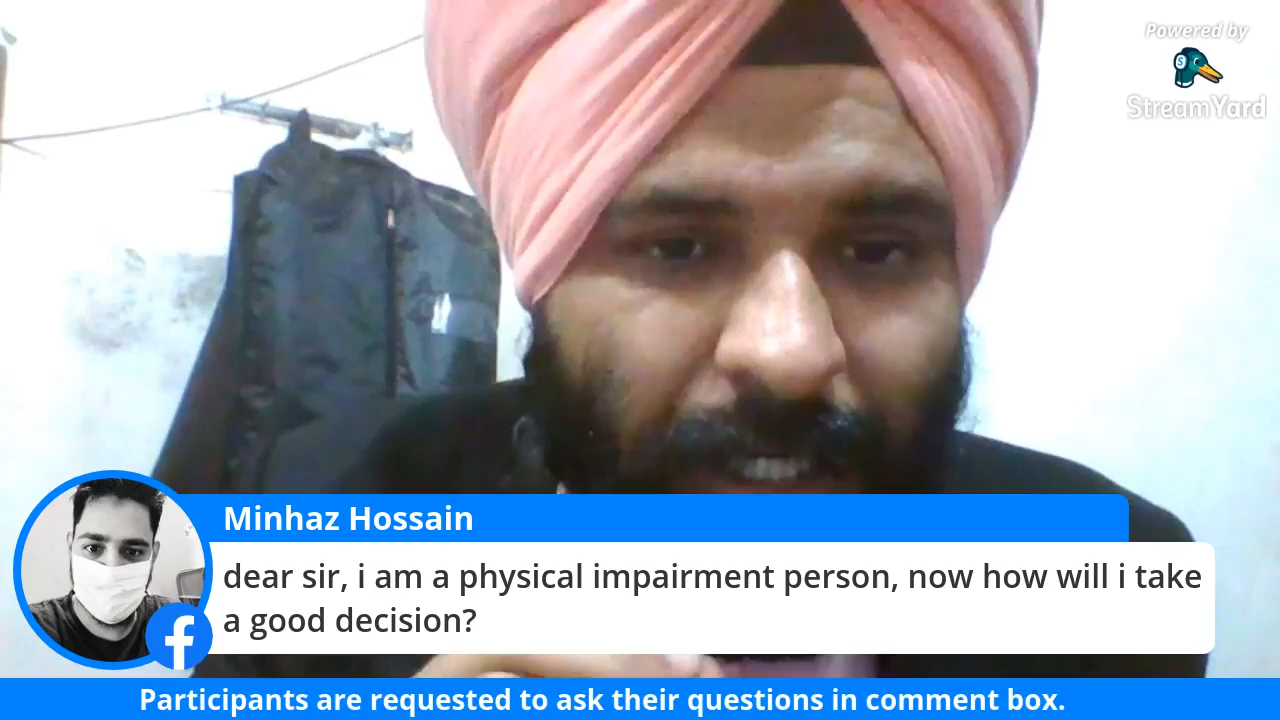 Powered by
StreamYard
Minhaz Hossain
dear sir, i am a physical impairment person, now how will i take
a good decision?
Participants are requested to ask their questions in comment box.